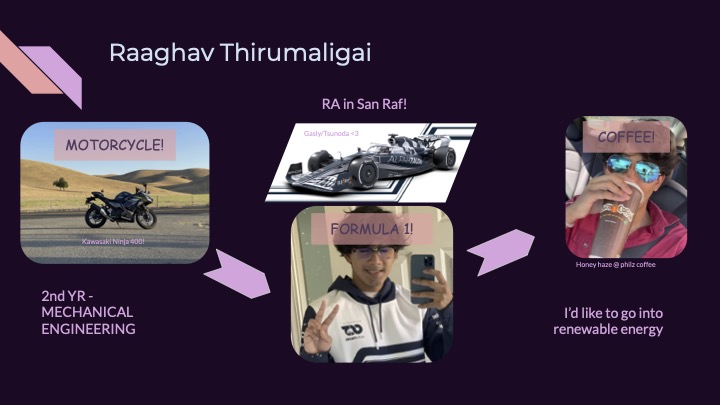 Raaghav Thirumaligai
RA in San Raf!
MOTORCYCLE!
Kawasaki Ninja 400!
Gasly/Tsunoda <3
FORMULA 1!
COFFEE!
Honey haze @ philz coffee
2nd YR -
MECHANICAL
ENGINEERING
I'd like to go into
renewable energy